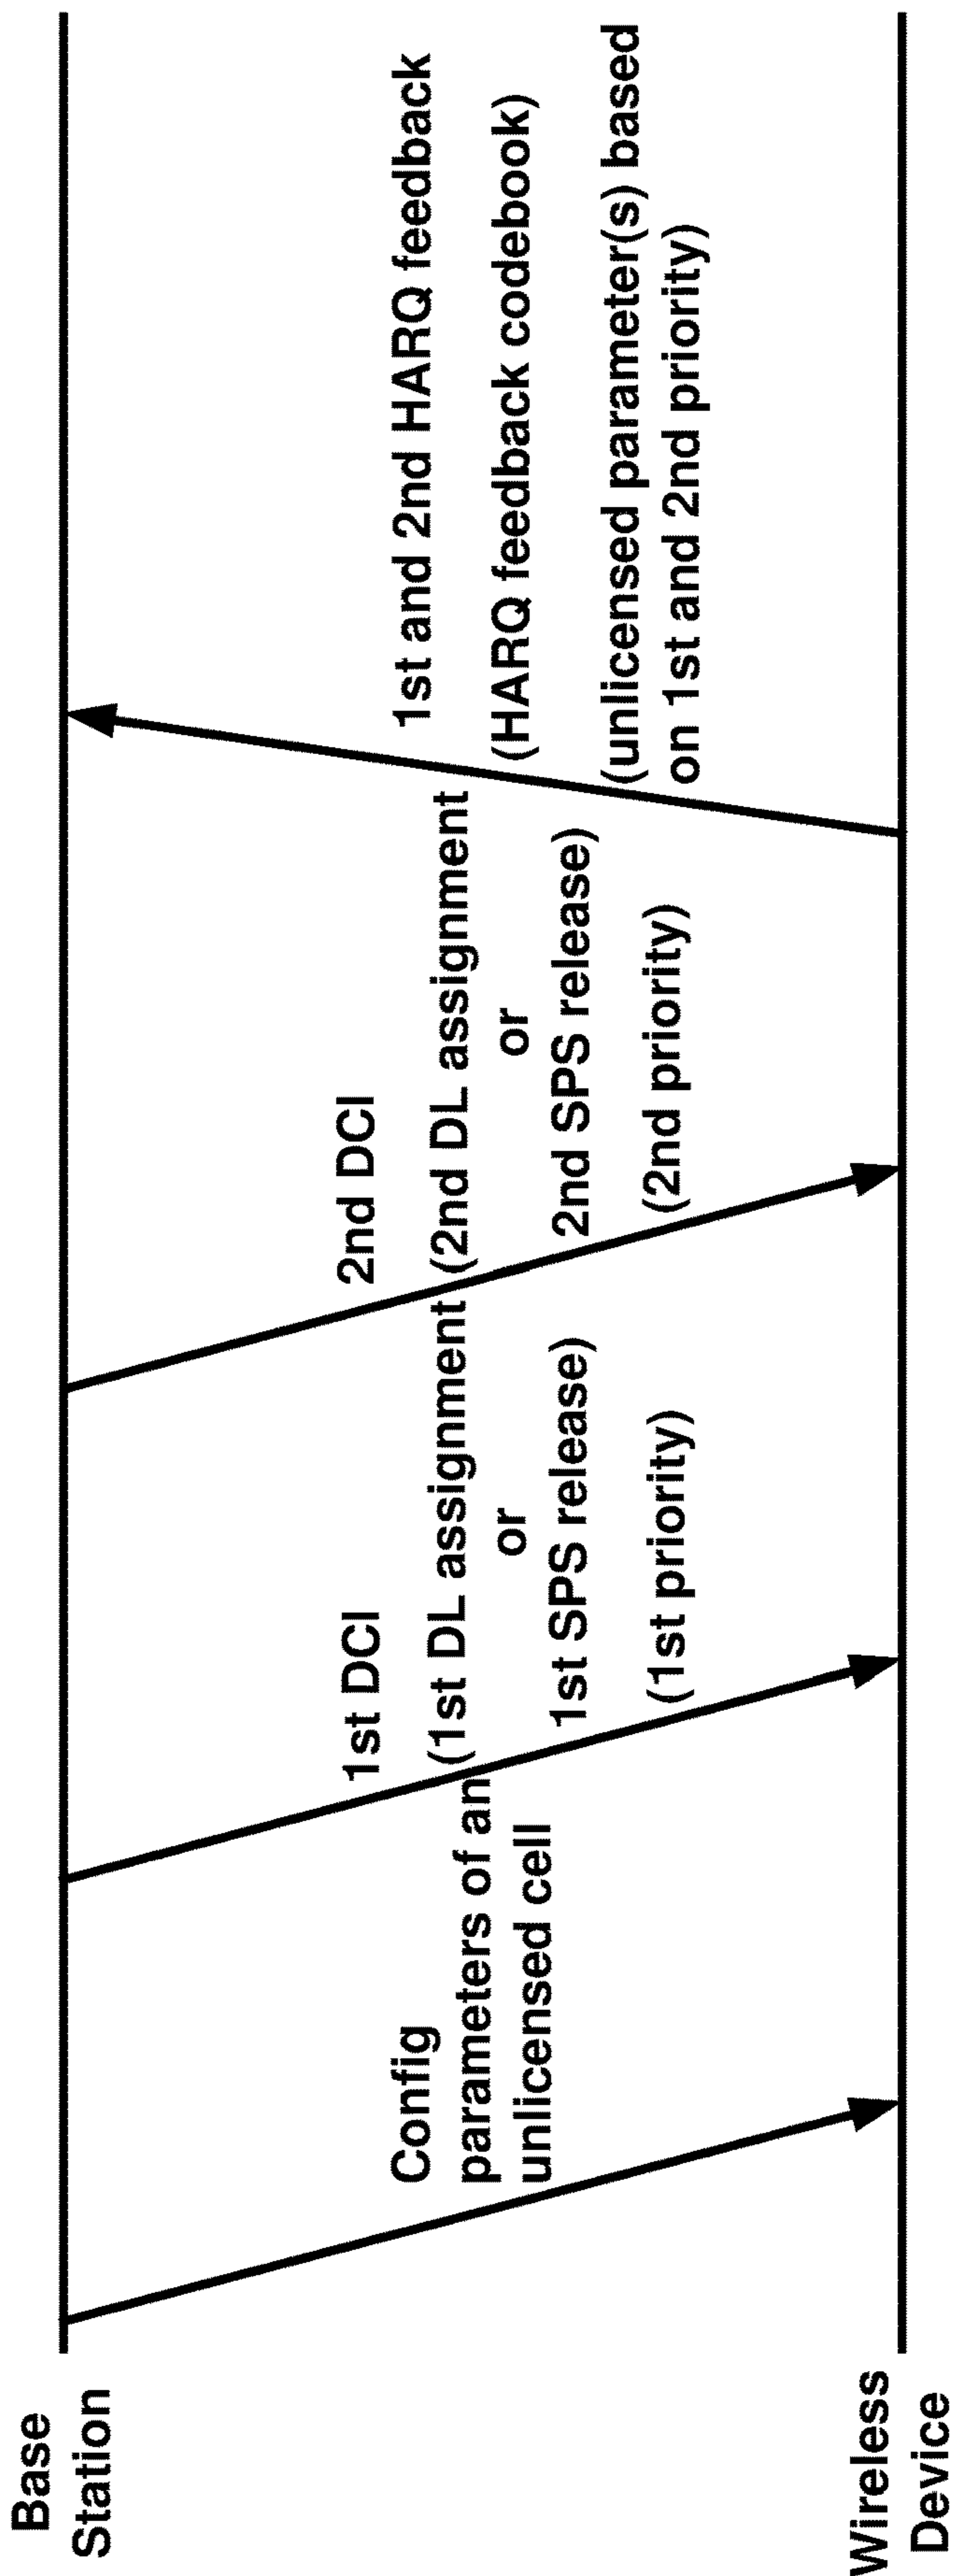 Base
Station
Wireless
Device
Config
parameters of an
unlicensed cell
1st DCI
(1st DL assignment
or
1st SPS release)
(1st priority)
2nd DCI
(2nd DL assignment
or
2nd SPS release)
(2nd priority)
1st and 2nd HARQ feedback
(HARQ feedback codebook)
(unlicensed parameter(s) based
on 1st and 2nd priority)